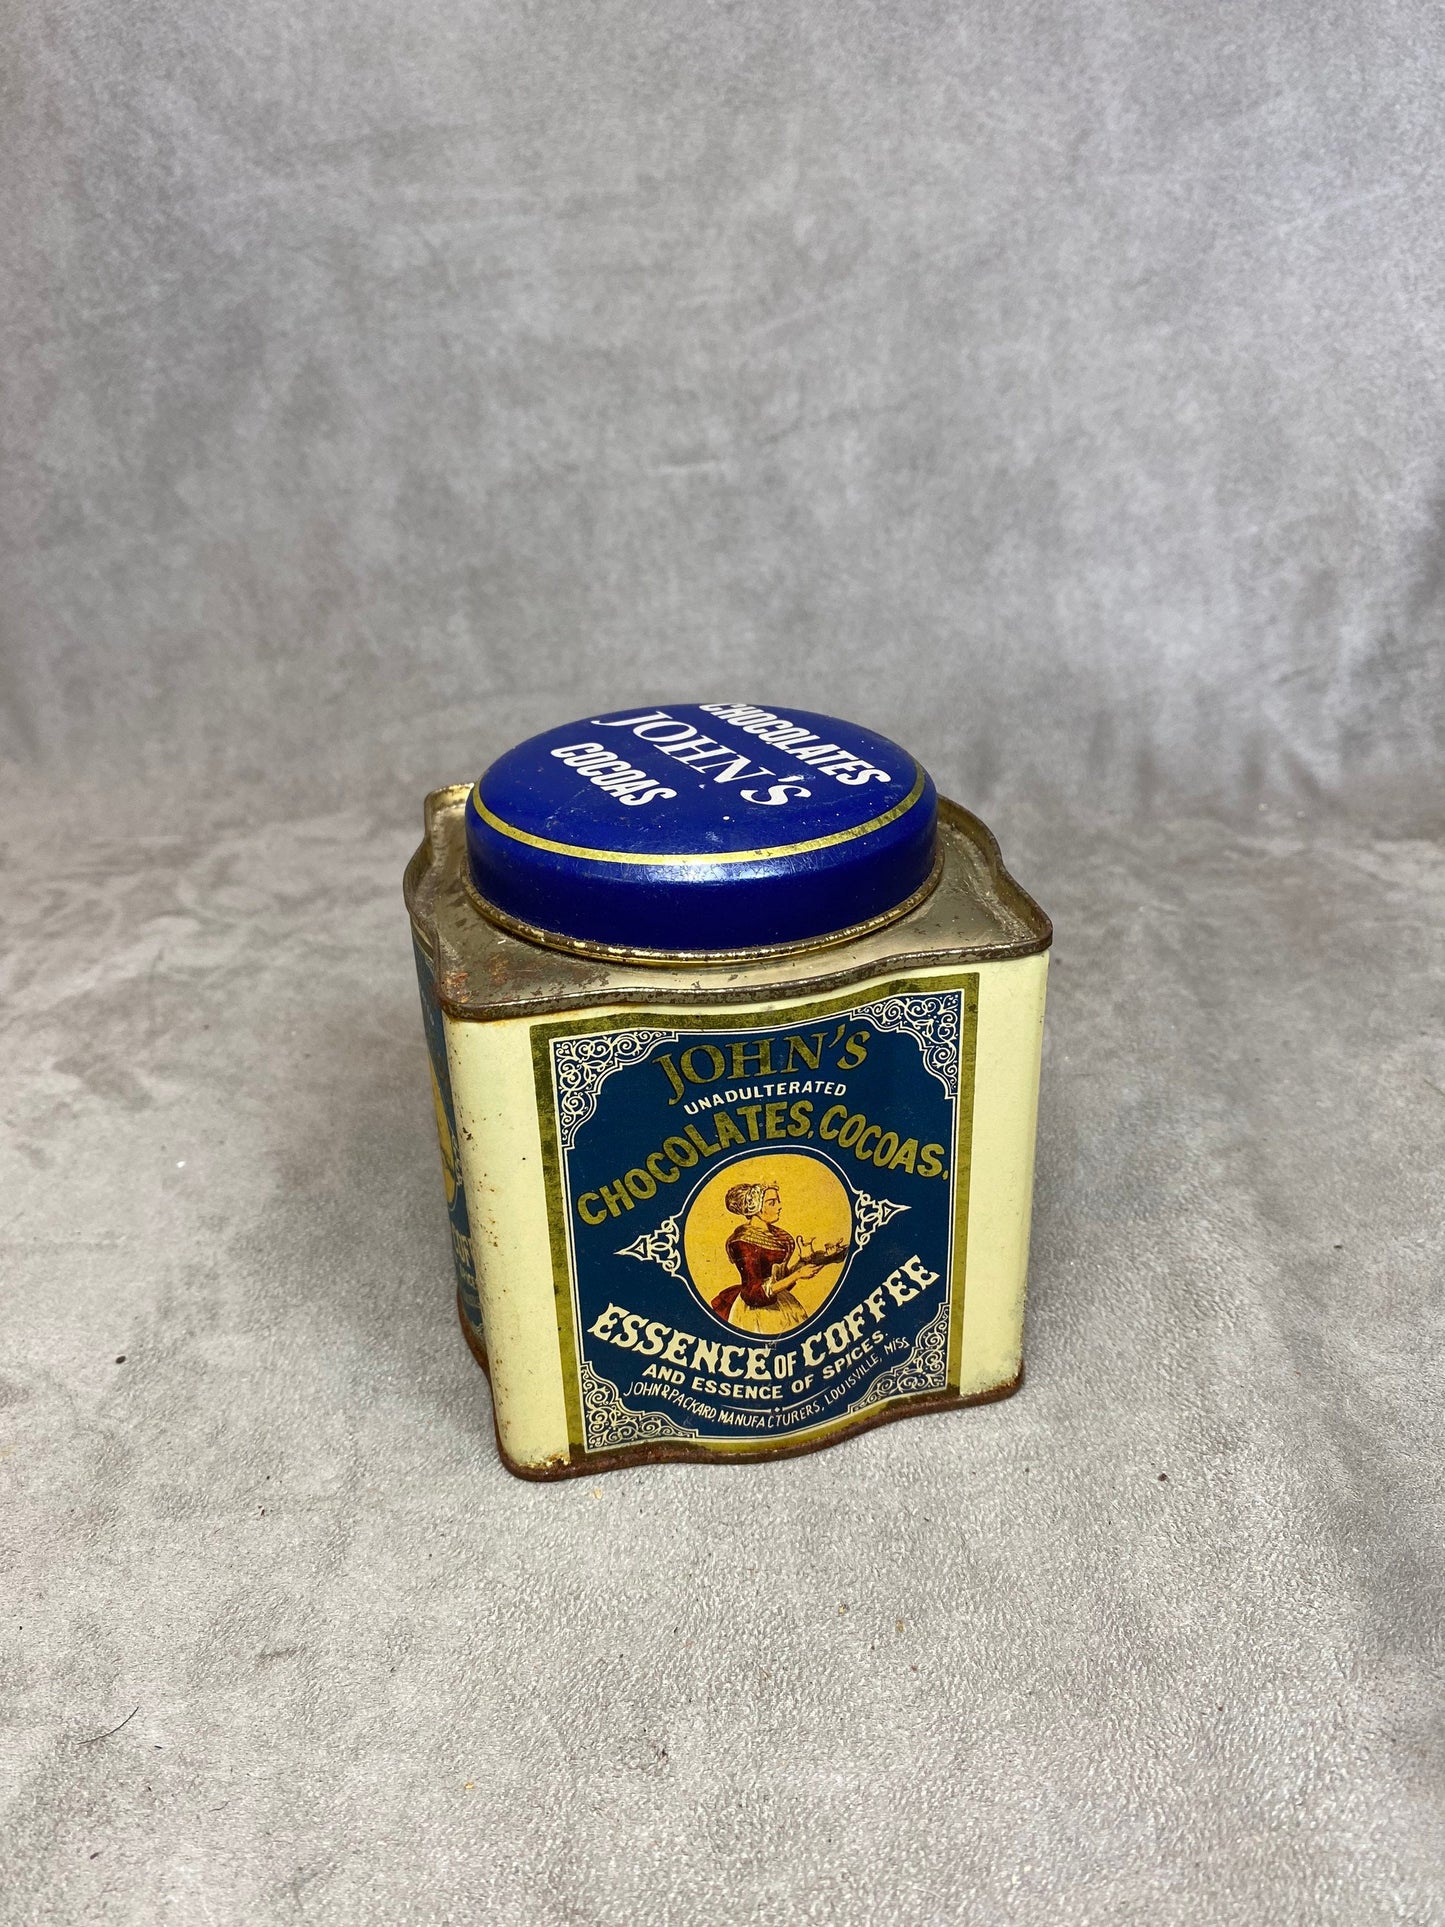 CHOCOLATES
JOHN'S
COCOAS
JOHN'S
UNADULTERATED
CHOCOLATES, COCOAS,
ESSENCE OF COFFEE
AND ESSENCE OF SPICES.
JOHN & PACKARD, MANUFACTURERS, LOUISVILLE, MISS